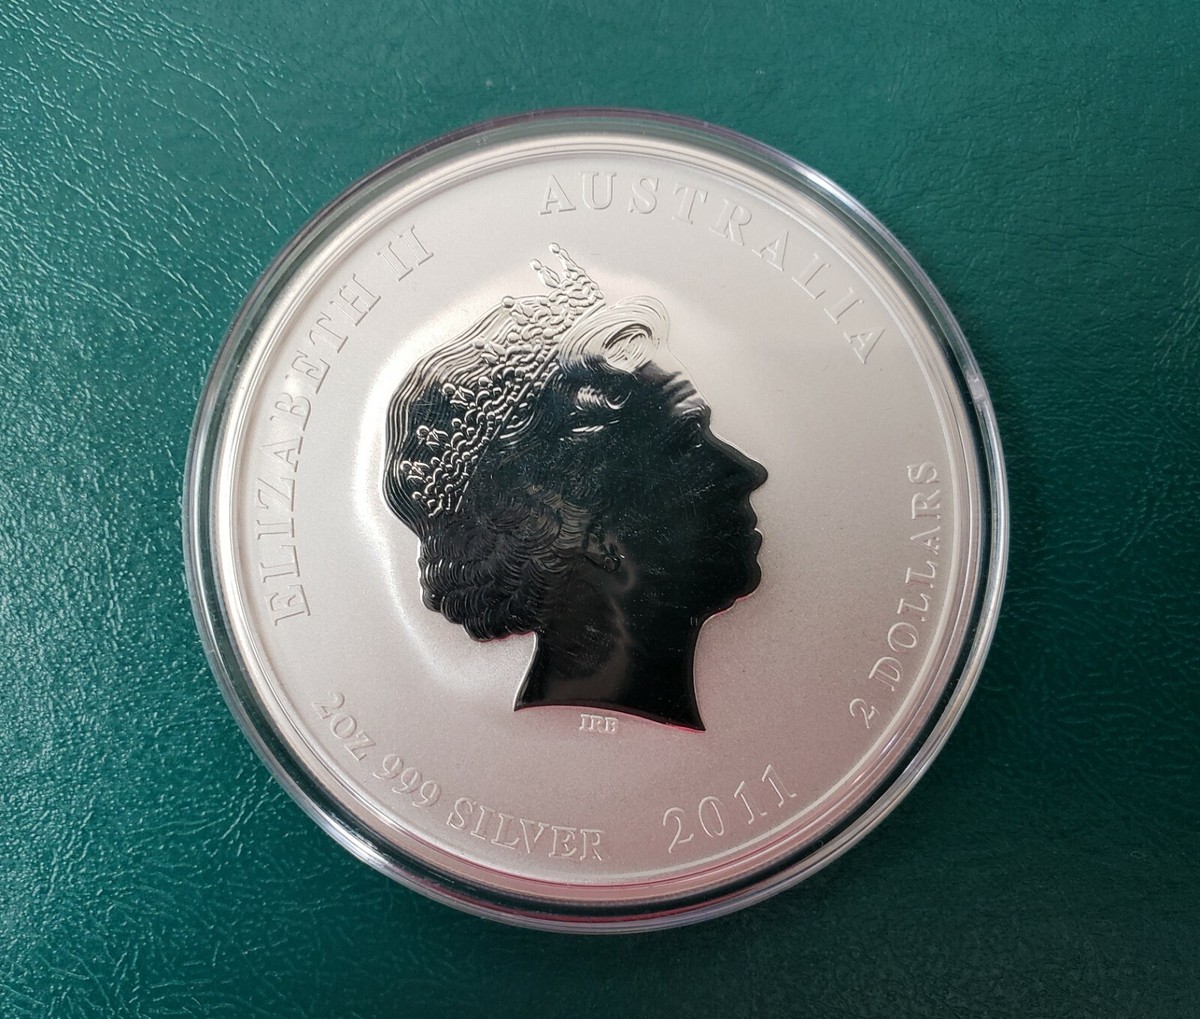 ELIZABETH II
AUSTRALIA
2 DOLLARS
2OZ 999 SILVER
2011
IRB